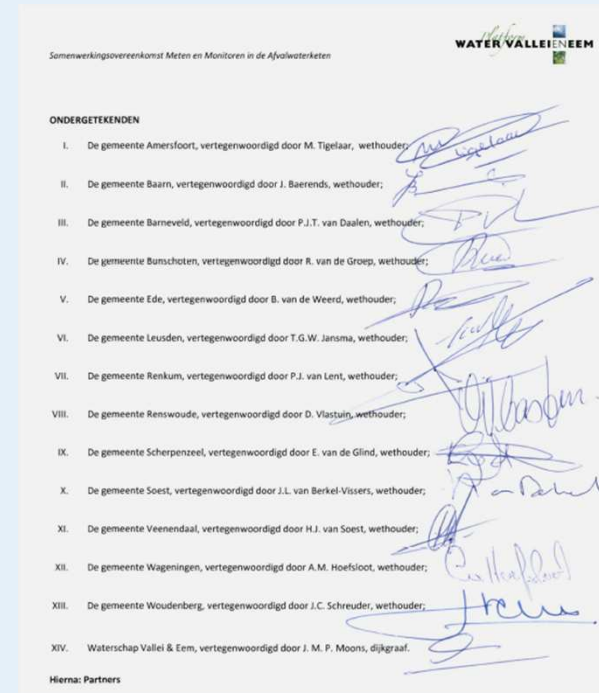 Platform
WATER VALLEI EN EEM
Samenwerkingsovereenkomst Meten en Monitoren in de Afvalwaterketen
ONDERGETEKENDEN
I. De gemeente Amersfoort, vertegenwoordigd door M. Tigelaar, wethouder;
II. De gemeente Baarn, vertegenwoordigd door J. Baerends, wethouder;
III. De gemeente Barneveld, vertegenwoordigd door P.J.T. van Daalen, wethouder;
IV. De gemeente Bunschoten, vertegenwoordigd door R. van de Groep, wethouder;
V. De gemeente Ede, vertegenwoordigd door B. van de Weerd, wethouder;
VI. De gemeente Leusden, vertegenwoordigd door T.G.W. Jansma, wethouder;
VII. De gemeente Renkum, vertegenwoordigd door P.J. van Lent, wethouder;
VIII. De gemeente Renswoude, vertegenwoordigd door D. Vlastuin, wethouder;
IX. De gemeente Scherpenzeel, vertegenwoordigd door E. van de Glind, wethouder;
X. De gemeente Soest, vertegenwoordigd door J.L. van Berkel-Vissers, wethouder;
XI. De gemeente Veenendaal, vertegenwoordigd door H.J. van Soest, wethouder;
XII. De gemeente Wageningen, vertegenwoordigd door A.M. Hoefsloot, wethouder;
XIII. De gemeente Woudenberg, vertegenwoordigd door J.C. Schreuder, wethouder;
XIV. Waterschap Vallei & Eem, vertegenwoordigd door J. M. P. Moons, dijkgraaf.
Hierna: Partners